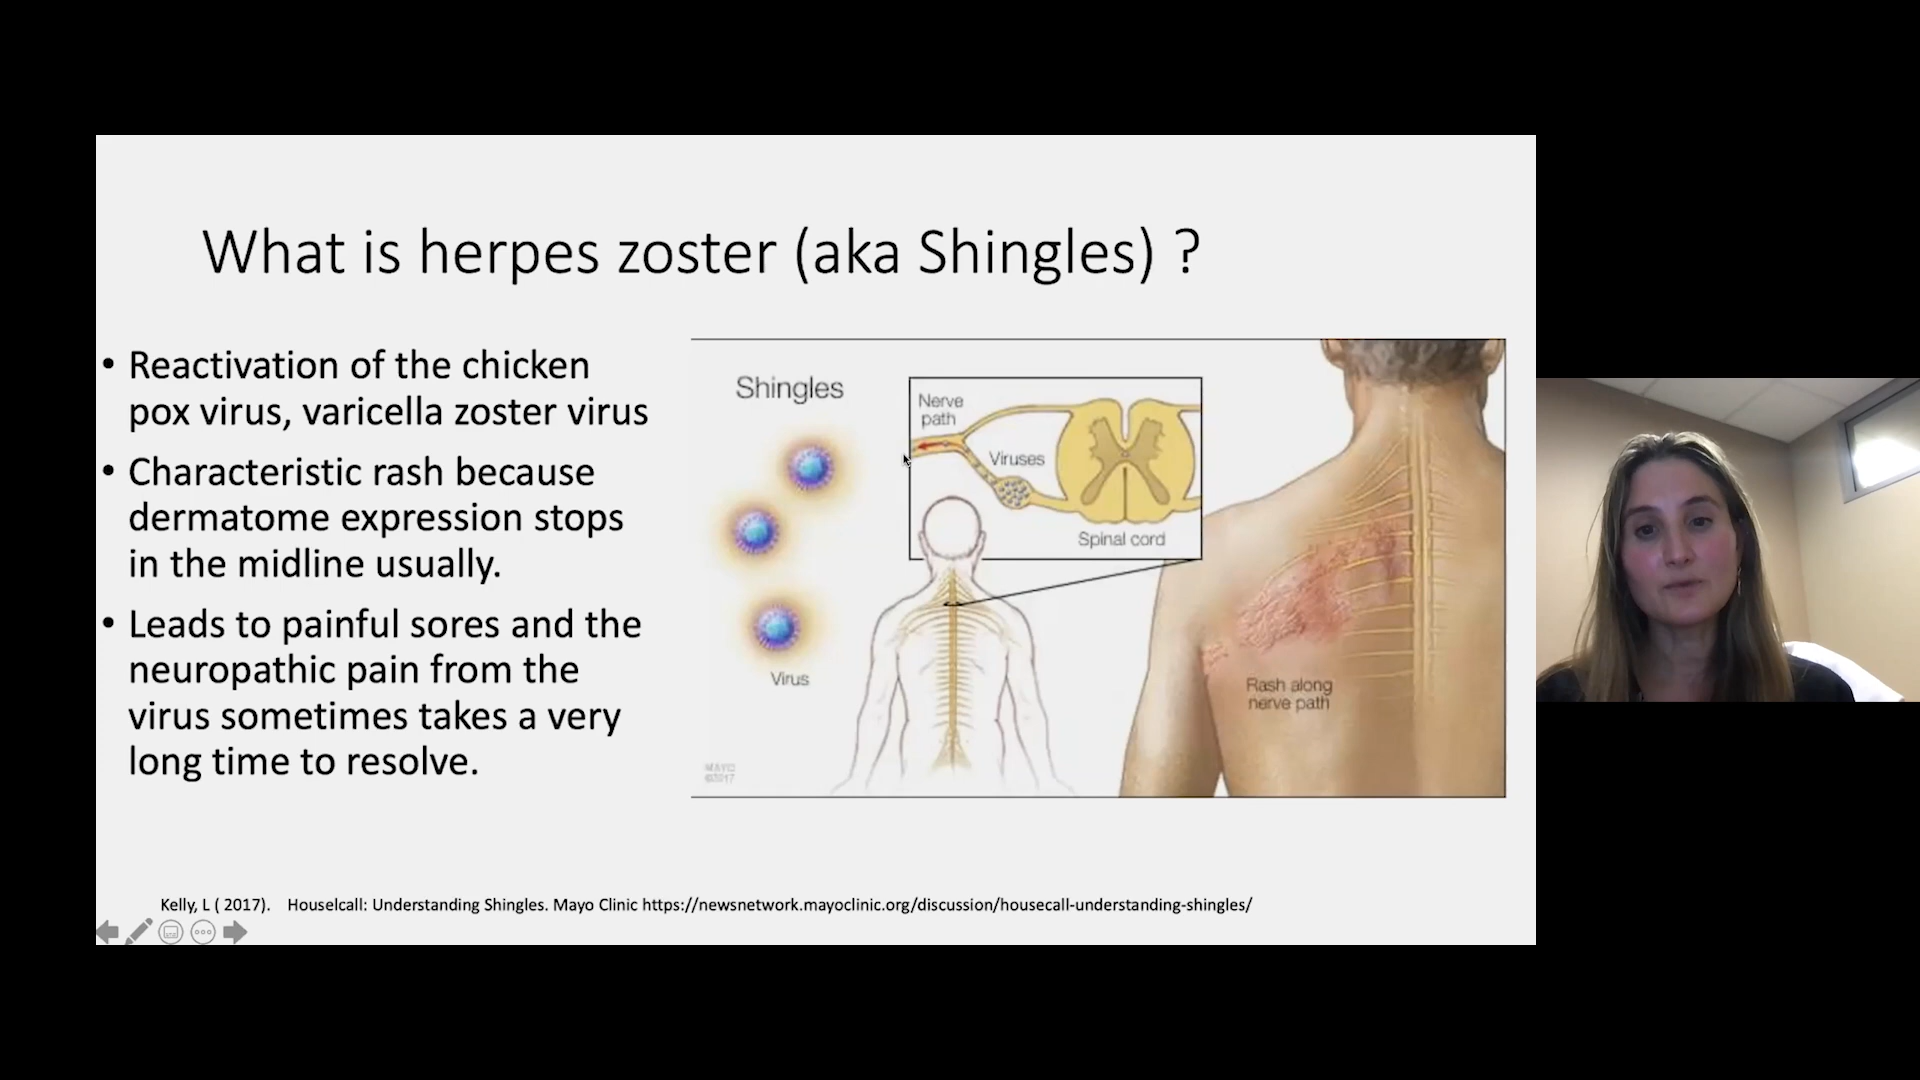 What is herpes zoster (aka Shingles) ?
• Reactivation of the chicken
pox virus, varicella zoster virus
• Characteristic rash because
dermatome expression stops
in the midline usually.
• Leads to painful sores and the
neuropathic pain from the
virus sometimes takes a very
long time to resolve.
Shingles
Nerve
path
Viruses
Spinal cord
Virus
Rash along
nerve path
MAYO
©2017
Kelly, L ( 2017). Houselcall: Understanding Shingles. Mayo Clinic https://newsnetwork.mayoclinic.org/discussion/housecall-understanding-shingles/